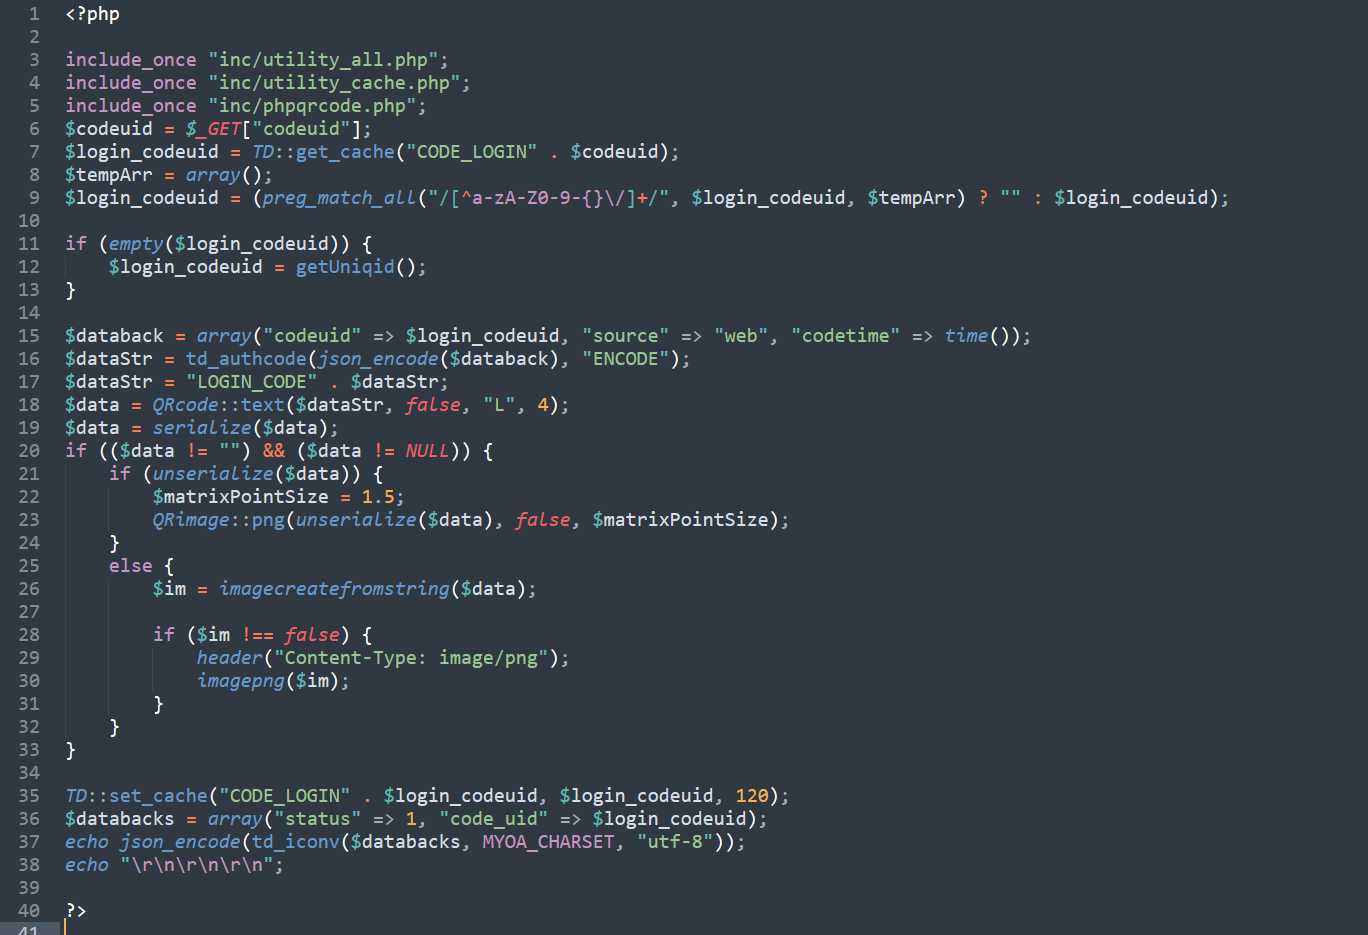 1 <?php
2
3 include_once "inc/utility_all.php";
4 include_once "inc/utility_cache.php";
5 include_once "inc/phpqrcode.php";
6 $codeuid = $_GET["codeuid"];
7 $login_codeuid = TD::get_cache("CODE_LOGIN" . $codeuid);
8 $tempArr = array();
9 $login_codeuid = (preg_match_all("/[^a-zA-Z0-9-{}\/]+/", $login_codeuid, $tempArr) ? "" : $login_codeuid);
10
11 if (empty($login_codeuid)) {
12     $login_codeuid = getUniqid();
13 }
14
15 $databack = array("codeuid" => $login_codeuid, "source" => "web", "codetime" => time());
16 $dataStr = td_authcode(json_encode($databack), "ENCODE");
17 $dataStr = "LOGIN_CODE" . $dataStr;
18 $data = QRcode::text($dataStr, false, "L", 4);
19 $data = serialize($data);
20 if (($data != "") && ($data != NULL)) {
21     if (unserialize($data)) {
22         $matrixPointSize = 1.5;
23         QRimage::png(unserialize($data), false, $matrixPointSize);
24     }
25     else {
26         $im = imagecreatefromstring($data);
27
28         if ($im !== false) {
29             header("Content-Type: image/png");
30             imagepng($im);
31         }
32     }
33 }
34
35 TD::set_cache("CODE_LOGIN" . $login_codeuid, $login_codeuid, 120);
36 $databacks = array("status" => 1, "code_uid" => $login_codeuid);
37 echo json_encode(td_iconv($databacks, MYOA_CHARSET, "utf-8"));
38 echo "\r\n\r\n\r\n";
39
40 ?>
41